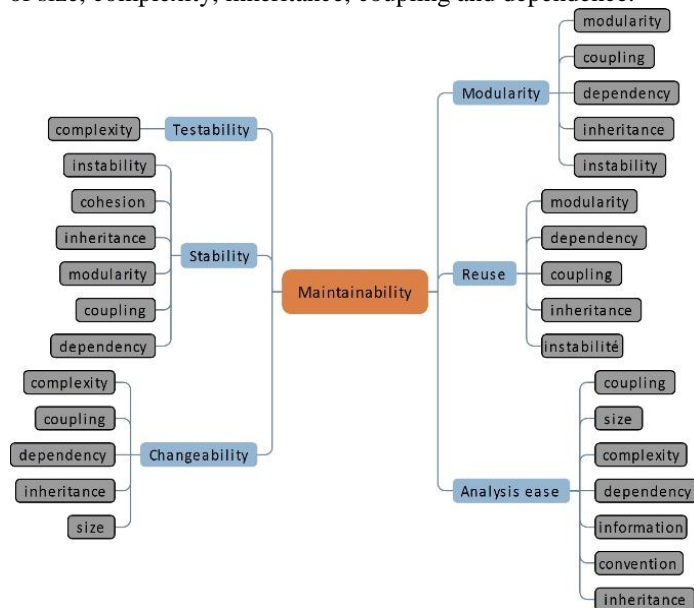 of size, complexity, inheritance, coupling and dependence.
complexity
Testability
instability
cohesion
inheritance
modularity
coupling
dependency
Stability
complexity
coupling
dependency
inheritance
size
Changeability
Maintainability
Modularity
modularity
coupling
dependency
inheritance
instability
Reuse
modularity
dependency
coupling
inheritance
instabilité
Analysis ease
coupling
size
complexity
dependency
information
convention
inheritance